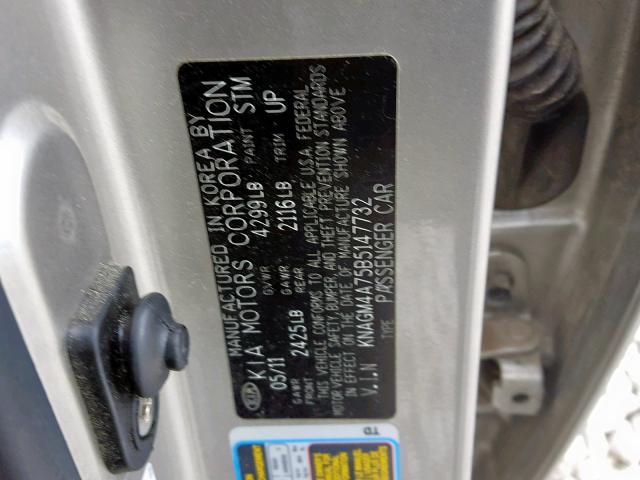 MANUFACTURED IN KOREA BY
KIA MOTORS CORPORATION
05/11 GVWR 4299LB PAINT STM
GAWR FRONT 2425LB GAWR REAR 2116LB TRIM UP
THIS VEHICLE CONFORMS TO ALL APPLICABLE U.S.A. FEDERAL
MOTOR VEHICLE SAFETY, BUMPER, AND THEFT PREVENTION STANDARDS
IN EFFECT ON THE DATE OF MANUFACTURE SHOWN ABOVE
V.I.N KNAGM4A75B5147732
TYPE PASSENGER CAR
KIA
TD